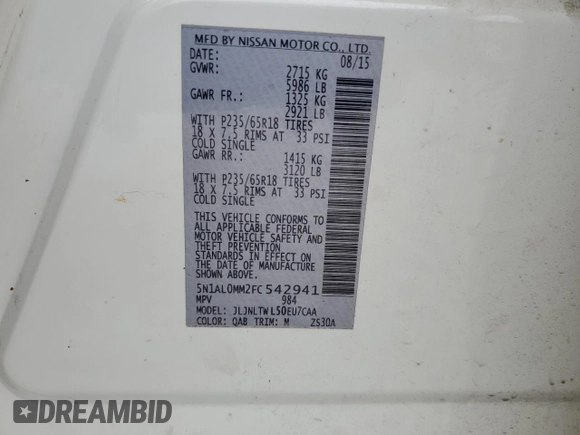 MFD BY NISSAN MOTOR CO., LTD.
DATE: 08/15
GVWR: 2715 KG
5986 LB
GAWR FR.: 1325 KG
2921 LB
WITH P235/65R18 TIRES
18 X 7.5 RIMS AT 33 PSI
COLD SINGLE
GAWR RR.: 1415 KG
3120 LB
WITH P235/65R18 TIRES
18 X 7.5 RIMS AT 33 PSI
COLD SINGLE
THIS VEHICLE CONFORMS TO
ALL APPLICABLE FEDERAL
MOTOR VEHICLE SAFETY AND
THEFT PREVENTION
STANDARDS IN EFFECT ON
THE DATE OF MANUFACTURE
SHOWN ABOVE.
5N1AL0MM2FC542941
MPV 984
MODEL: JLJNLTWL50EU7CAA
COLOR: QAB TRIM: M ZS30A
DREAMBID